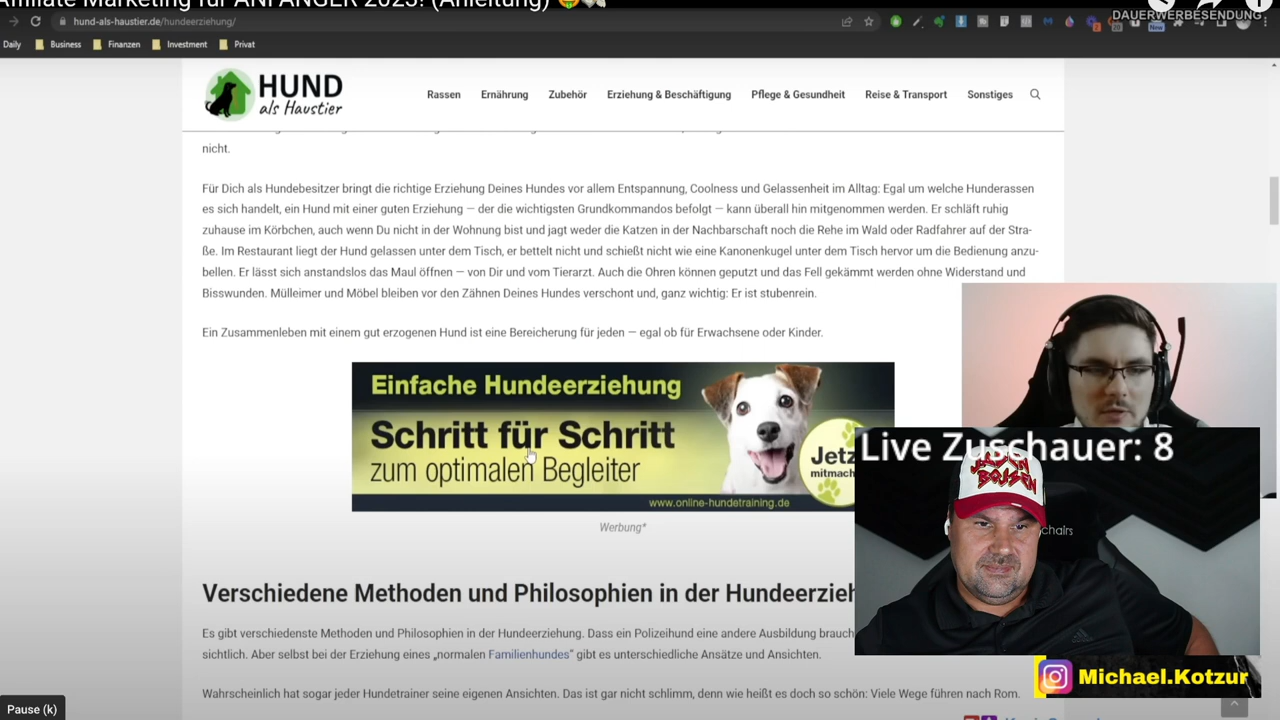 Affiliate Marketing für ANFÄNGER 2023! (Anleitung)
DAUERWERBESENDUNG
hund-als-haustier.de/hundeerziehung/
Daily Business Finanzen Investment Privat
HUND
als Haustier
Rassen Ernährung Zubehör Erziehung & Beschäftigung Pflege & Gesundheit Reise & Transport Sonstiges
nicht.
Für Dich als Hundebesitzer bringt die richtige Erziehung Deines Hundes vor allem Entspannung, Coolness und Gelassenheit im Alltag: Egal um welche Hunderassen
es sich handelt, ein Hund mit einer guten Erziehung — der die wichtigsten Grundkommandos befolgt — kann überall hin mitgenommen werden. Er schläft ruhig
zuhause im Körbchen, auch wenn Du nicht in der Wohnung bist und jagt weder die Katzen in der Nachbarschaft noch die Rehe im Wald oder Radfahrer auf der Stra-
ße. Im Restaurant liegt der Hund gelassen unter dem Tisch, er bettelt nicht und schießt nicht wie eine Kanonenkugel unter dem Tisch hervor um die Bedienung anzu-
bellen. Er lässt sich anstandslos das Maul öffnen — von Dir und vom Tierarzt. Auch die Ohren können geputzt und das Fell gekämmt werden ohne Widerstand und
Bisswunden. Mülleimer und Möbel bleiben vor den Zähnen Deines Hundes verschont und, ganz wichtig: Er ist stubenrein.
Ein Zusammenleben mit einem gut erzogenen Hund ist eine Bereicherung für jeden — egal ob für Erwachsene oder Kinder.
Einfache Hundeerziehung
Schritt für Schritt
zum optimalen Begleiter
Jetz
mitmach
www.online-hundetraining.de
Werbung*
Live Zuschauer: 8
chairs
Verschiedene Methoden und Philosophien in der Hundeerzieh
Es gibt verschiedenste Methoden und Philosophien in der Hundeerziehung. Dass ein Polizeihund eine andere Ausbildung brauch
sichtlich. Aber selbst bei der Erziehung eines „normalen Familienhundes“ gibt es unterschiedliche Ansätze und Ansichten.
Wahrscheinlich hat sogar jeder Hundetrainer seine eigenen Ansichten. Das ist gar nicht schlimm, denn wie heißt es doch so schön: Viele Wege führen nach Rom.
Michael.Kotzur
Pause (k)